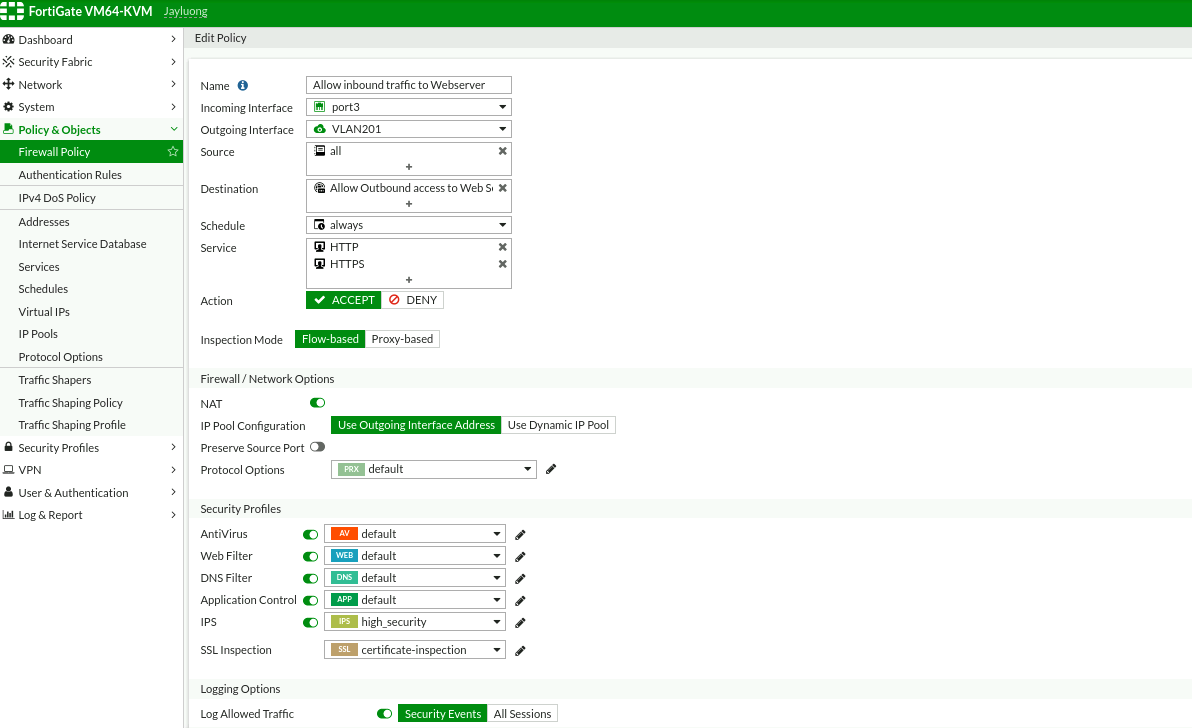 FortiGate VM64-KVM Jayluong
Dashboard
Security Fabric
Network
System
Policy & Objects
Firewall Policy
Authentication Rules
IPv4 DoS Policy
Addresses
Internet Service Database
Services
Schedules
Virtual IPs
IP Pools
Protocol Options
Traffic Shapers
Traffic Shaping Policy
Traffic Shaping Profile
Security Profiles
VPN
User & Authentication
Log & Report
Edit Policy
Name Allow inbound traffic to Webserver
Incoming Interface port3
Outgoing Interface VLAN201
Source all
+
Destination Allow Outbound access to Web
+
Schedule always
Service HTTP
HTTPS
+
Action ACCEPT DENY
Inspection Mode Flow-based Proxy-based
Firewall / Network Options
NAT
IP Pool Configuration Use Outgoing Interface Address Use Dynamic IP Pool
Preserve Source Port
Protocol Options PRX default
Security Profiles
AntiVirus AV default
Web Filter WEB default
DNS Filter DNS default
Application Control APP default
IPS IPS high_security
SSL Inspection SSL certificate-inspection
Logging Options
Log Allowed Traffic Security Events All Sessions